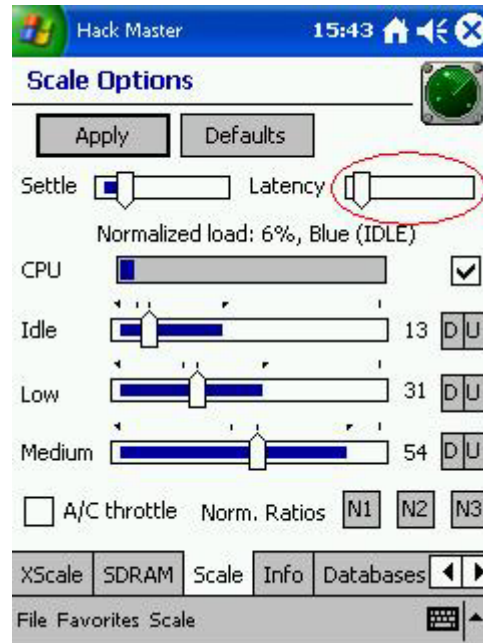 Hack Master 15:43
Scale Options
Apply Defaults
Settle Latency
Normalized load: 6%, Blue (IDLE)
CPU
Idle 13 D U
Low 31 D U
Medium 54 D U
A/C throttle Norm. Ratios N1 N2 N3
XScale SDRAM Scale Info Databases
File Favorites Scale